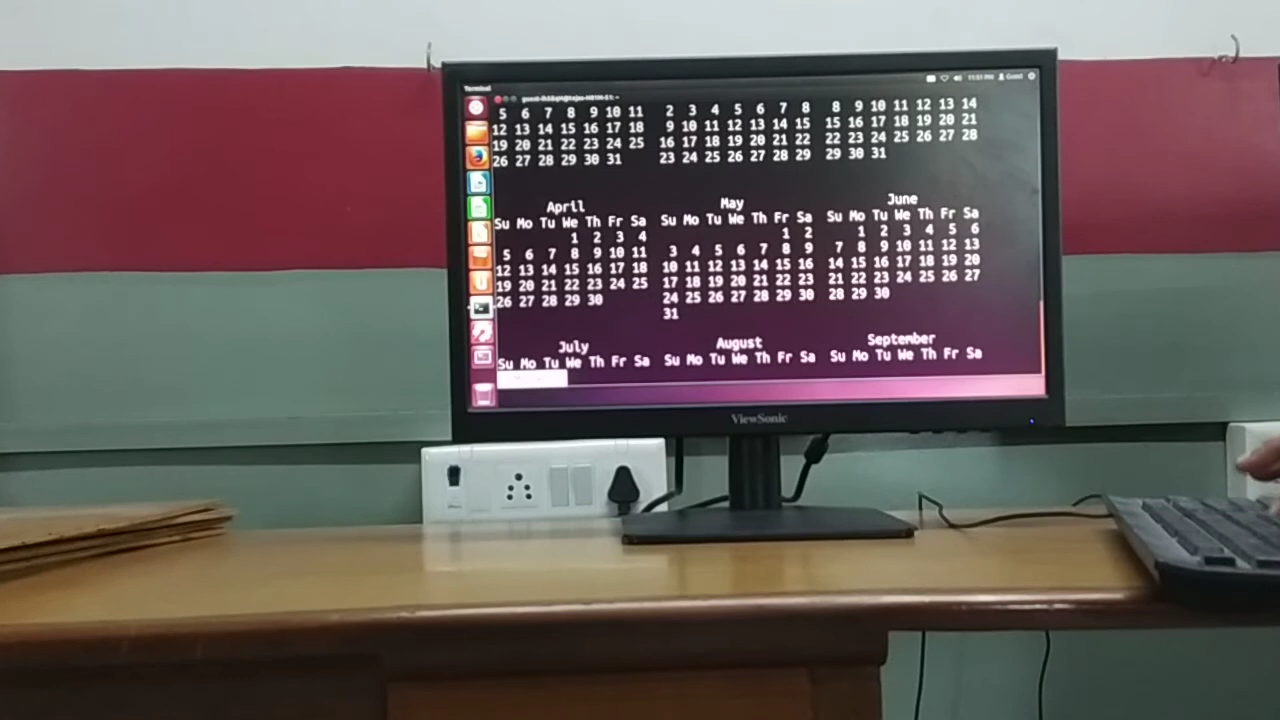 Terminal
11:51 PM Guest
5 6 7 8 9 10 11 2 3 4 5 6 7 8 8 9 10 11 12 13 14
12 13 14 15 16 17 18 9 10 11 12 13 14 15 15 16 17 18 19 20 21
19 20 21 22 23 24 25 16 17 18 19 20 21 22 22 23 24 25 26 27 28
26 27 28 29 30 31 23 24 25 26 27 28 29 29 30 31
April May June
Su Mo Tu We Th Fr Sa Su Mo Tu We Th Fr Sa Su Mo Tu We Th Fr Sa
1 2 3 4 1 2 1 2 3 4 5 6
5 6 7 8 9 10 11 3 4 5 6 7 8 9 7 8 9 10 11 12 13
12 13 14 15 16 17 18 10 11 12 13 14 15 16 14 15 16 17 18 19 20
19 20 21 22 23 24 25 17 18 19 20 21 22 23 21 22 23 24 25 26 27
26 27 28 29 30 24 25 26 27 28 29 30 28 29 30
31
July August September
Su Mo Tu We Th Fr Sa Su Mo Tu We Th Fr Sa Su Mo Tu We Th Fr Sa
ViewSonic